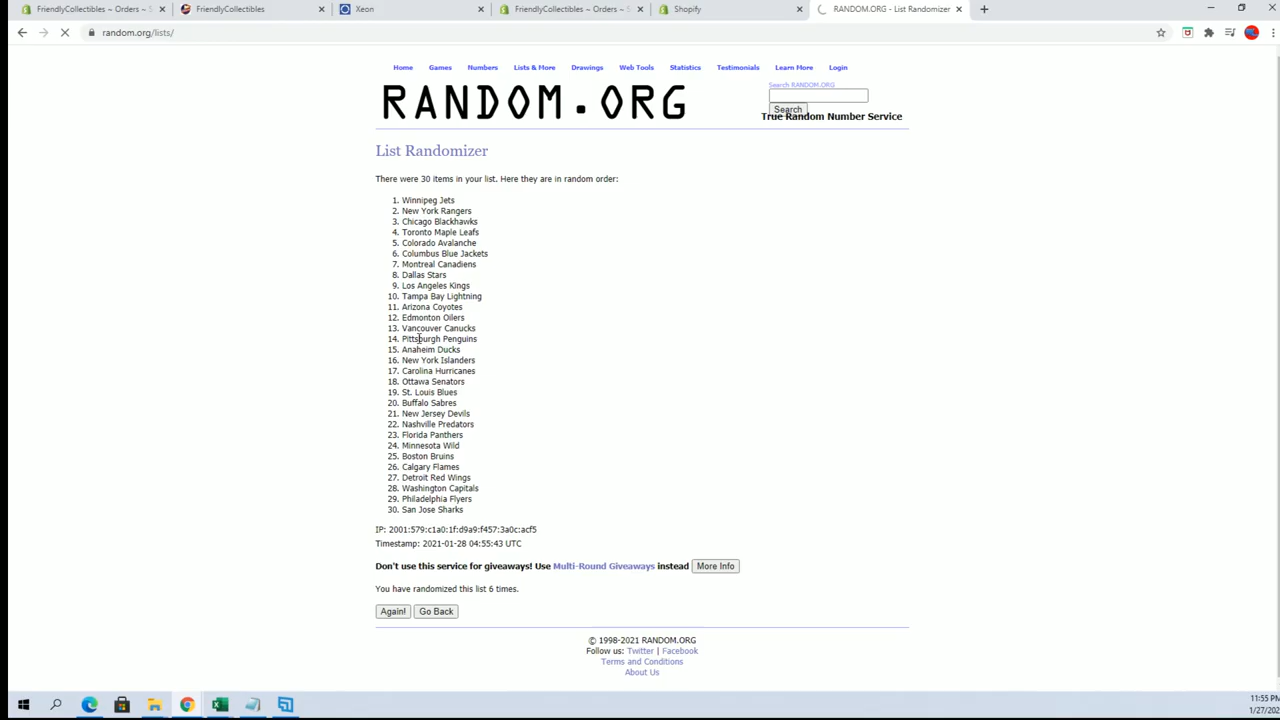 FriendlyCollectibles ~ Orders ~ S
FriendlyCollectibles
Xeon
FriendlyCollectibles ~ Orders ~ S
Shopify
RANDOM.ORG - List Randomizer
random.org/lists/
Home Games Numbers Lists & More Drawings Web Tools Statistics Testimonials Learn More Login
RANDOM.ORG
Search RANDOM.ORG
Search
True Random Number Service
List Randomizer
There were 30 items in your list. Here they are in random order:
1. Winnipeg Jets
2. New York Rangers
3. Chicago Blackhawks
4. Toronto Maple Leafs
5. Colorado Avalanche
6. Columbus Blue Jackets
7. Montreal Canadiens
8. Dallas Stars
9. Los Angeles Kings
10. Tampa Bay Lightning
11. Arizona Coyotes
12. Edmonton Oilers
13. Vancouver Canucks
14. Pittsburgh Penguins
15. Anaheim Ducks
16. New York Islanders
17. Carolina Hurricanes
18. Ottawa Senators
19. St. Louis Blues
20. Buffalo Sabres
21. New Jersey Devils
22. Nashville Predators
23. Florida Panthers
24. Minnesota Wild
25. Boston Bruins
26. Calgary Flames
27. Detroit Red Wings
28. Washington Capitals
29. Philadelphia Flyers
30. San Jose Sharks
IP: 2001:579:c1a0:1f:d9a9:f457:3a0c:acf5
Timestamp: 2021-01-28 04:55:43 UTC
Don't use this service for giveaways! Use Multi-Round Giveaways instead More Info
You have randomized this list 6 times.
Again! Go Back
© 1998-2021 RANDOM.ORG
Follow us: Twitter | Facebook
Terms and Conditions
About Us
11:55 PM
1/27/202